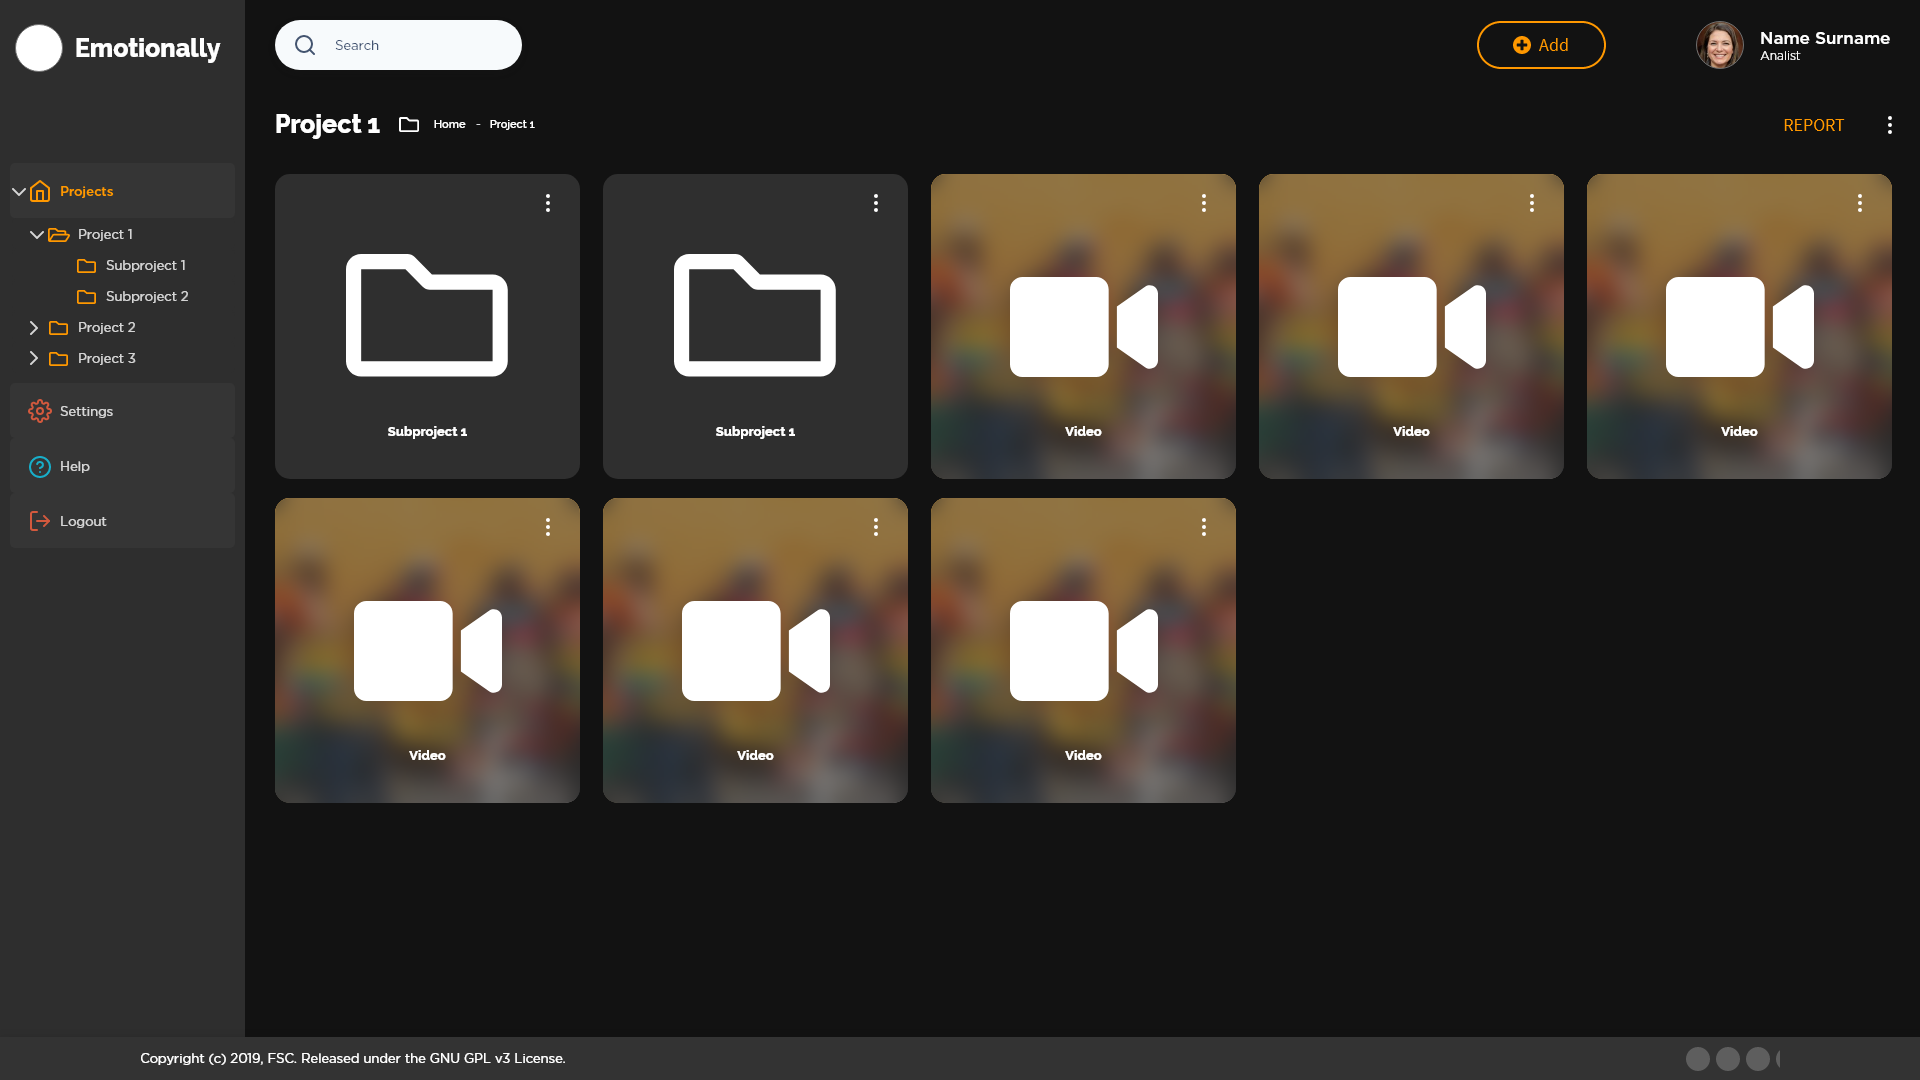 Emotionally
Search
Add
Name Surname
Analist
Project 1
Home - Project 1
REPORT
Projects
Project 1
Subproject 1
Subproject 2
Project 2
Project 3
Settings
Help
Logout
Subproject 1
Subproject 1
Video
Video
Video
Video
Video
Video
Copyright (c) 2019, FSC. Released under the GNU GPL v3 License.